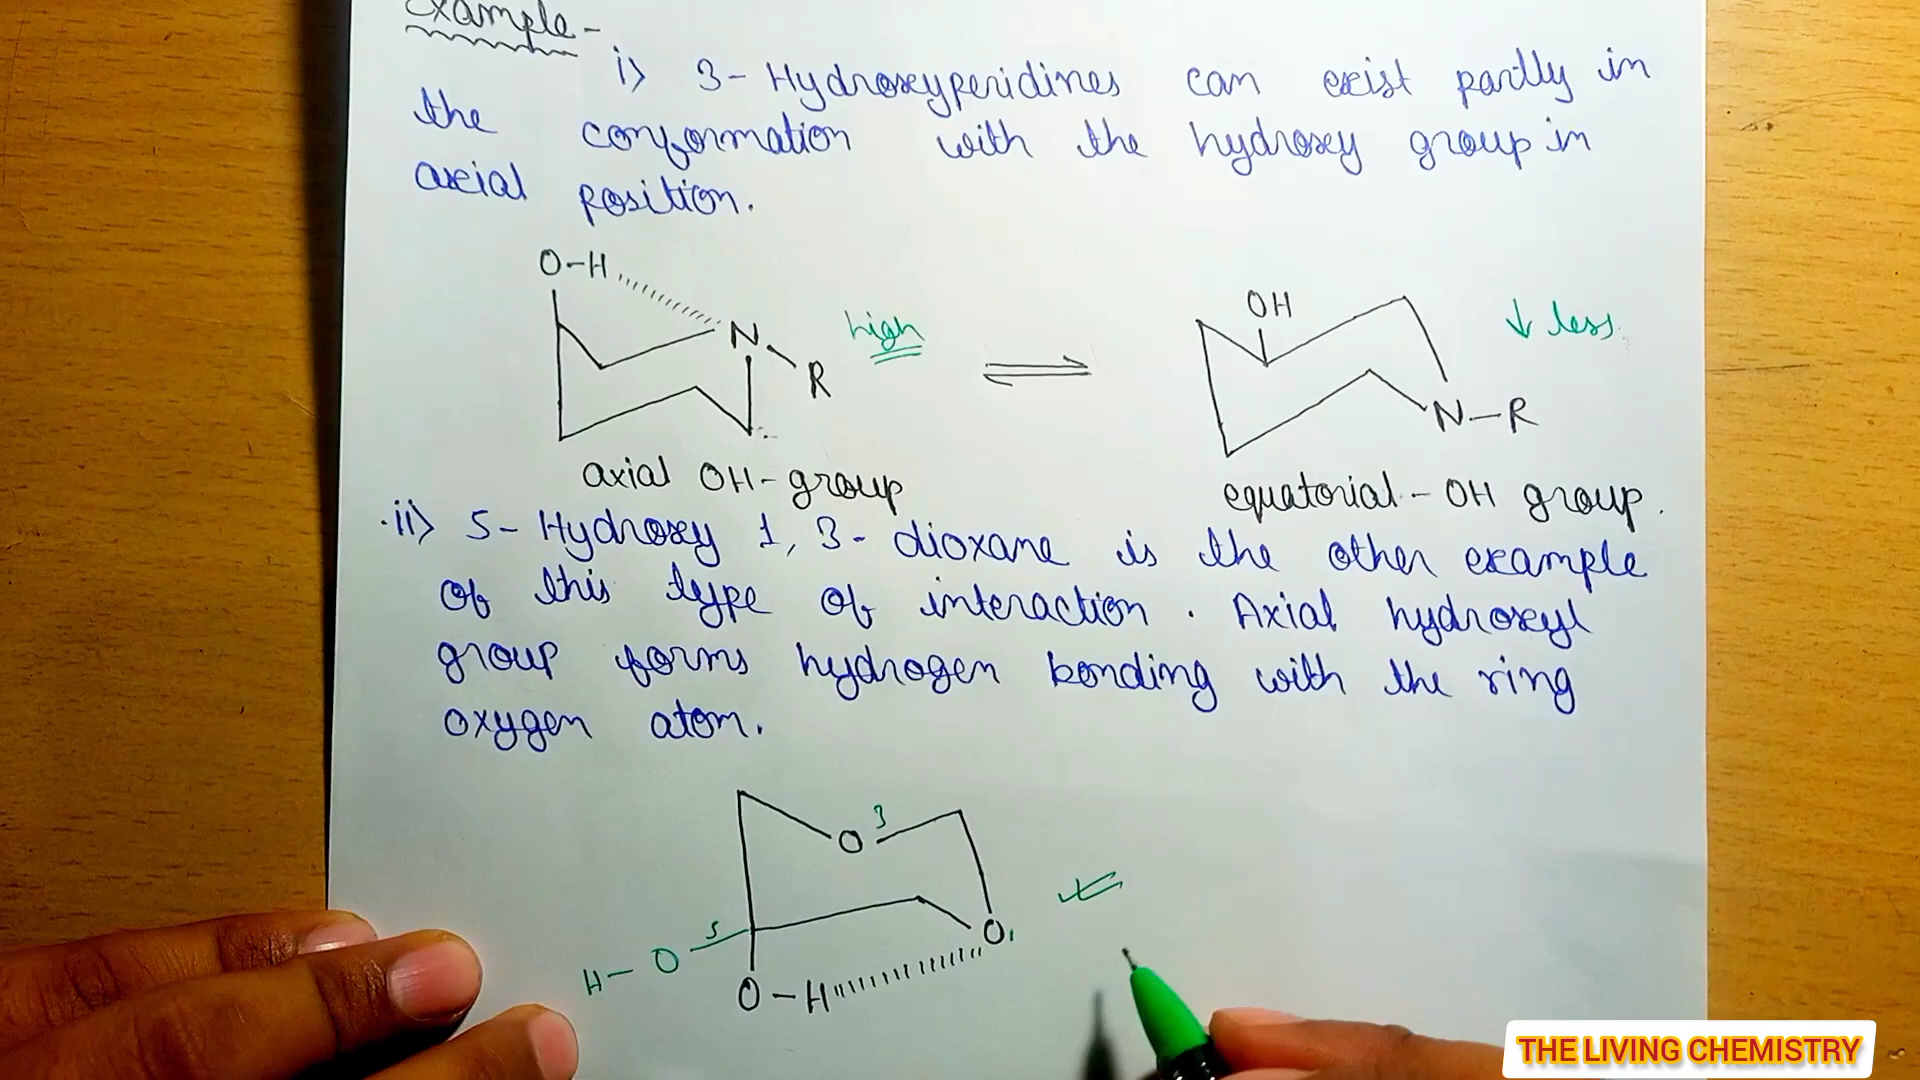 Example -
i) 3 - Hydroxyperidines can exist partly in
the conformation with the hydroxy group in
axial position.
O-H
N
R
high
OH
N-R
↓ less
axial OH-group
equatorial - OH group.
ii) 5 - Hydroxy 1, 3 - dioxane is the other example
of this type of interaction. Axial hydroxyl
group forms hydrogen bonding with the ring
oxygen atom.
3
O
O
1
H-O
5
O-H
THE LIVING CHEMISTRY